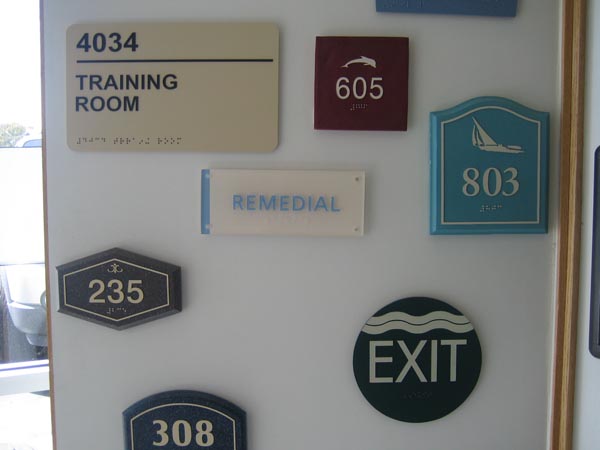 4034
TRAINING
ROOM
605
803
REMEDIAL
235
EXIT
308